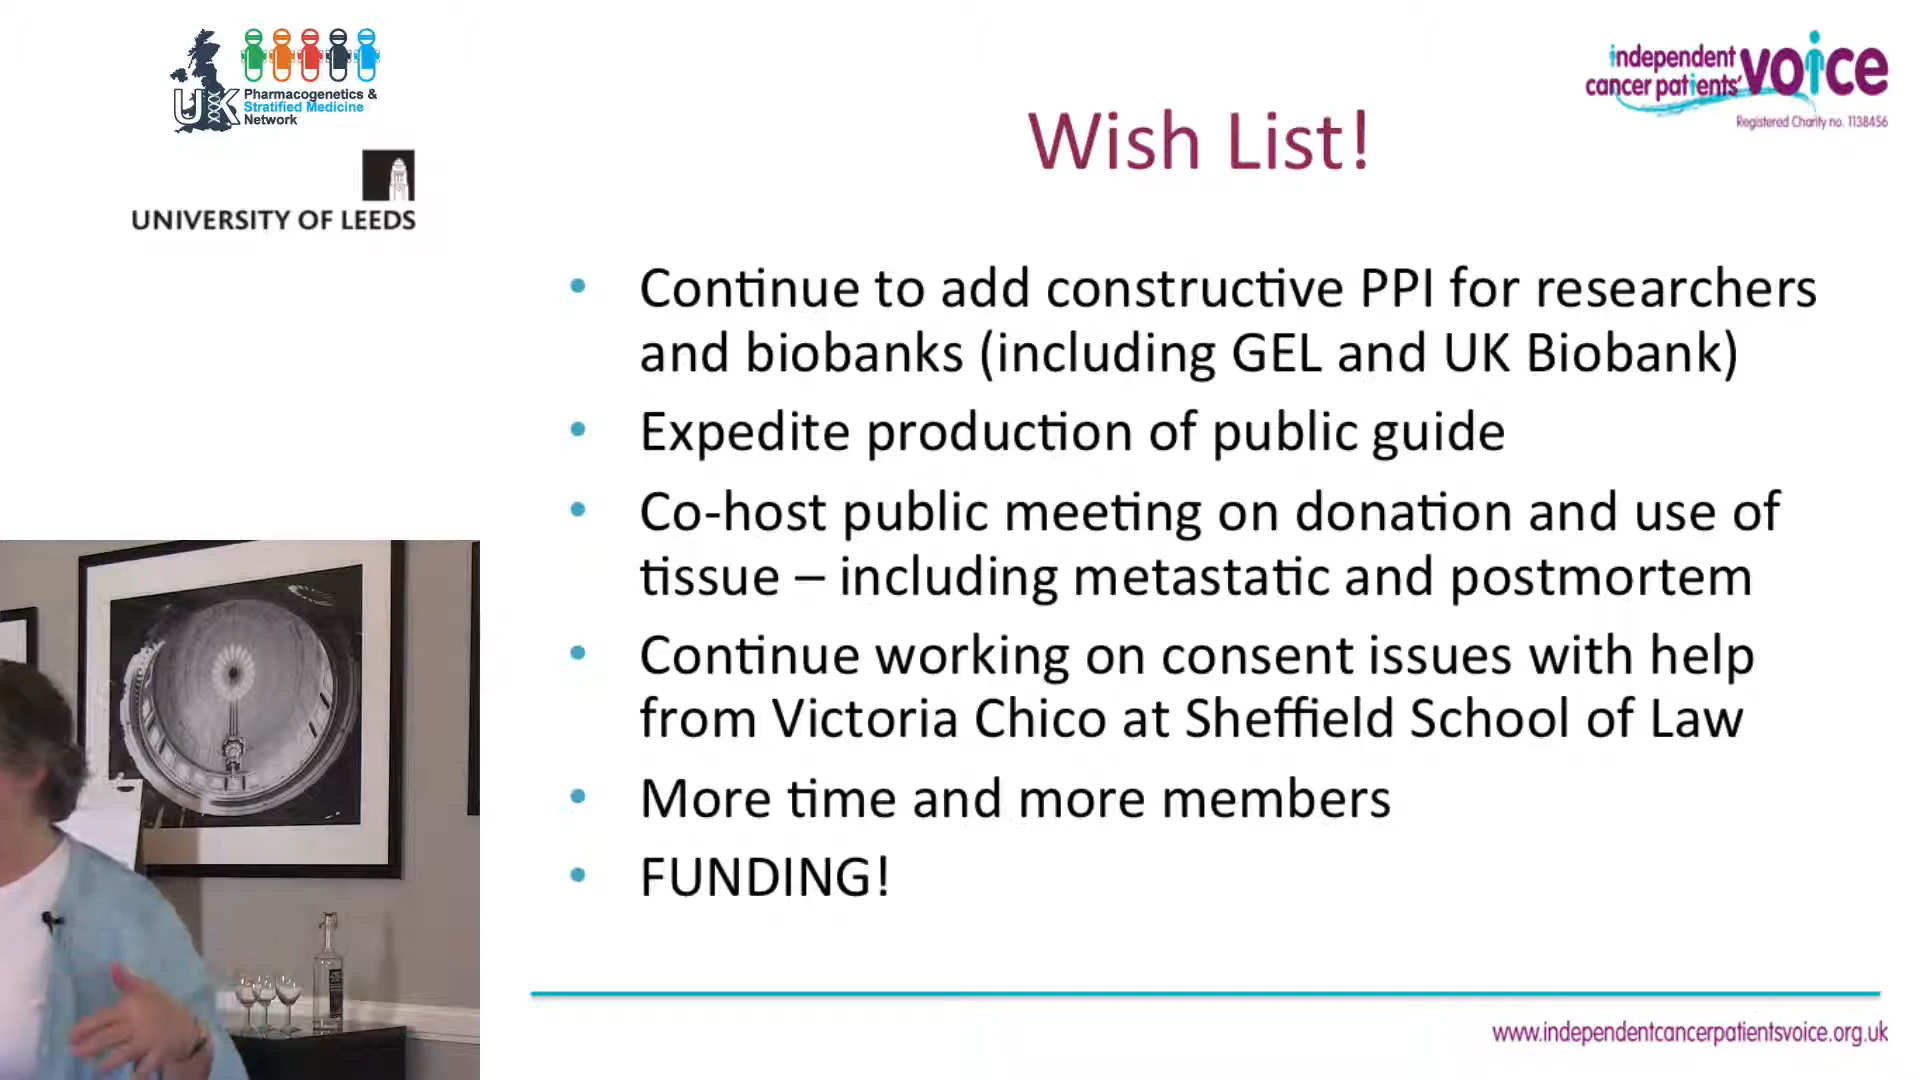 UK
Pharmacogenetics &
Stratified Medicine
Network
UNIVERSITY OF LEEDS
independent
cancer patients'
voice
Registered Charity no. 1138456
Wish List!
• Continue to add constructive PPI for researchers
and biobanks (including GEL and UK Biobank)
• Expedite production of public guide
• Co-host public meeting on donation and use of
tissue – including metastatic and postmortem
• Continue working on consent issues with help
from Victoria Chico at Sheffield School of Law
• More time and more members
• FUNDING!
www.independentcancerpatientsvoice.org.uk